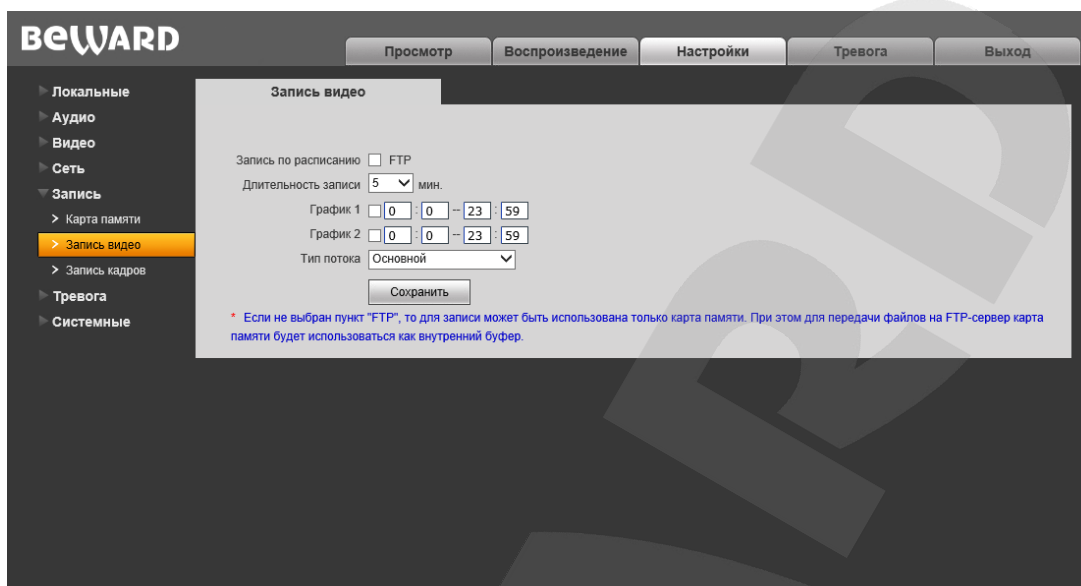 BEWARD
Просмотр Воспроизведение Настройки Тревога Выход
Локальные
Аудио
Видео
Сеть
Запись
> Карта памяти
> Запись видео
> Запись кадров
Тревога
Системные
Запись видео
Запись по расписанию FTP
Длительность записи 5 мин.
График 1 0 : 0 -- 23 : 59
График 2 0 : 0 -- 23 : 59
Тип потока Основной
Сохранить
* Если не выбран пункт "FTP", то для записи может быть использована только карта памяти. При этом для передачи файлов на FTP-сервер карта
памяти будет использоваться как внутренний буфер.